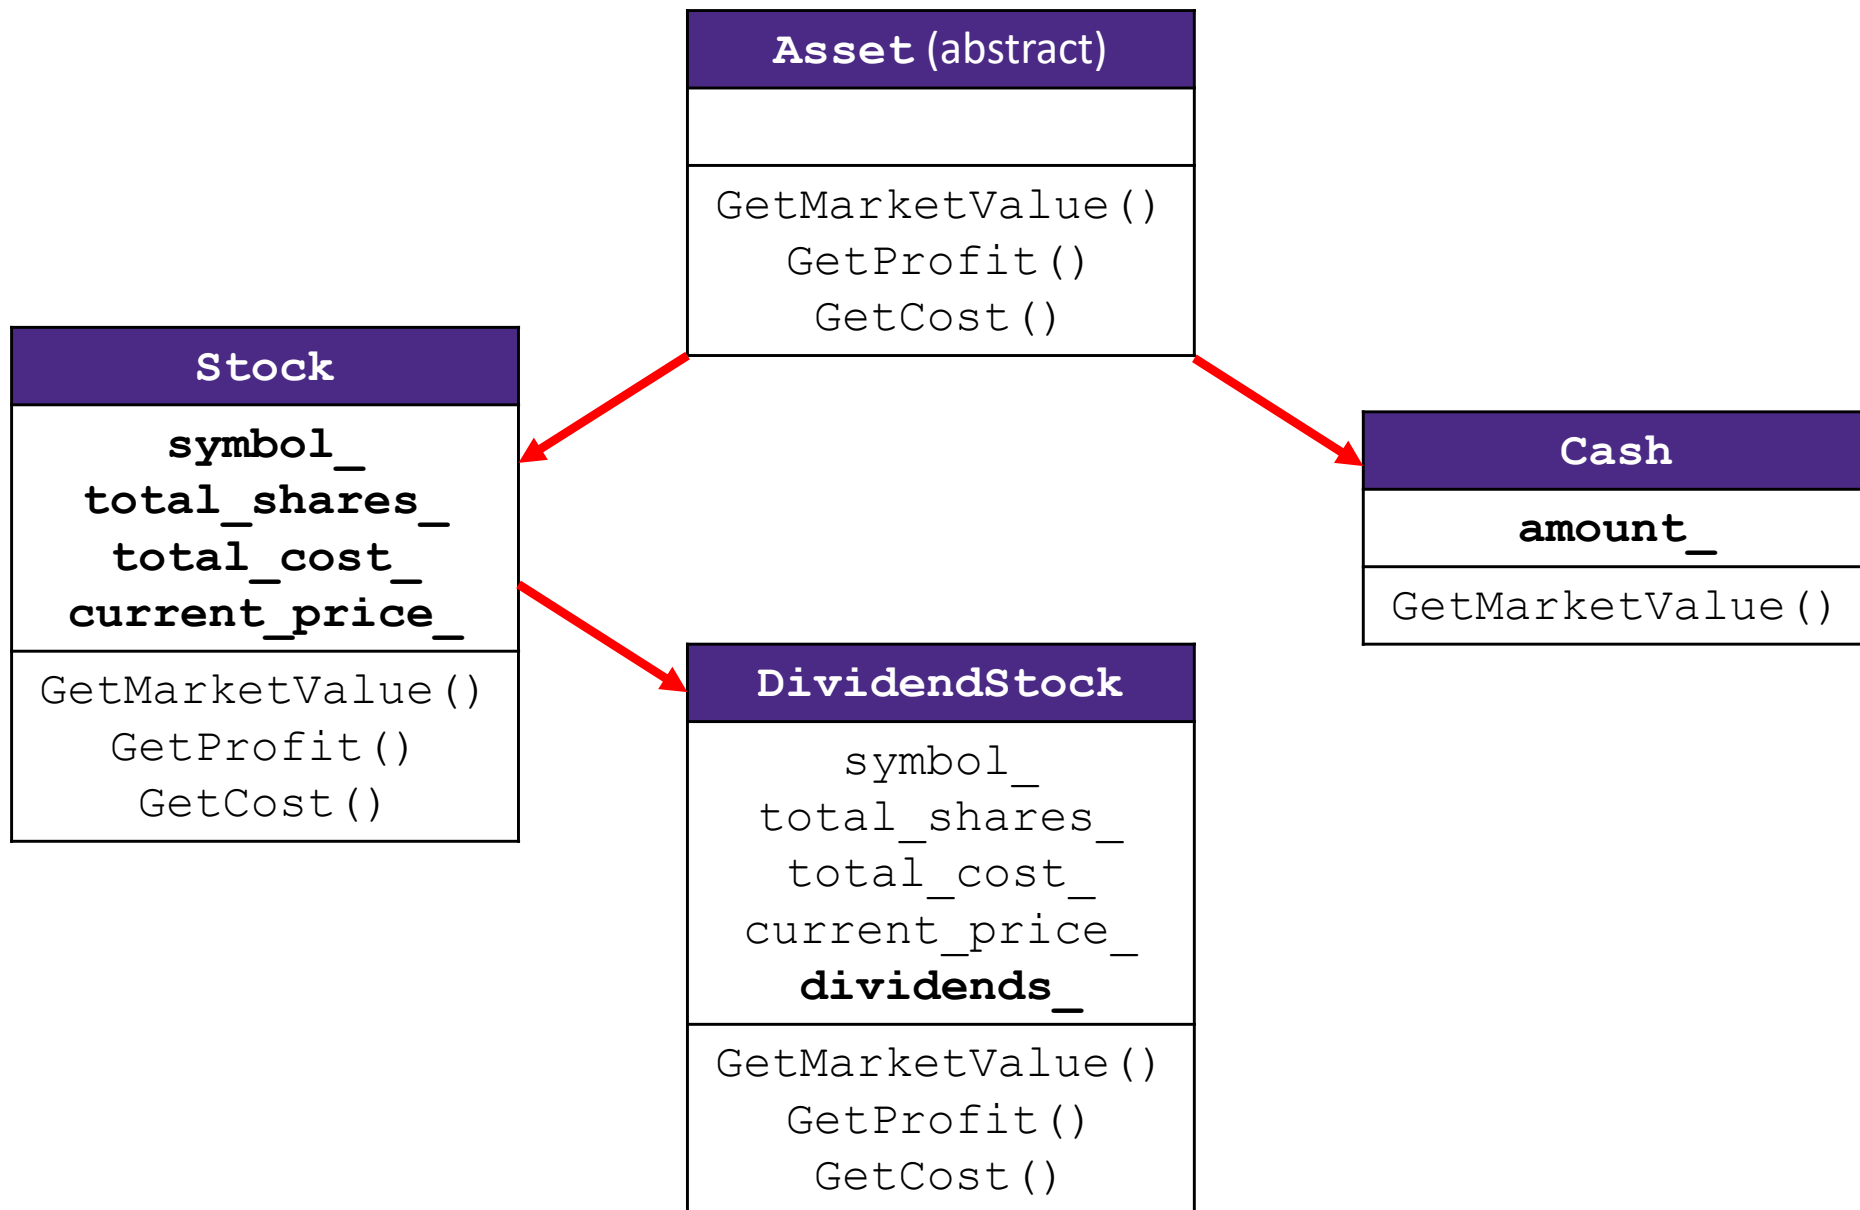 Asset (abstract)
GetMarketValue()
GetProfit()
GetCost()
Stock
symbol_
total_shares_
total_cost_
current_price_
GetMarketValue()
GetProfit()
GetCost()
Cash
amount_
GetMarketValue()
DividendStock
symbol_
total_shares_
total_cost_
current_price_
dividends_
GetMarketValue()
GetProfit()
GetCost()